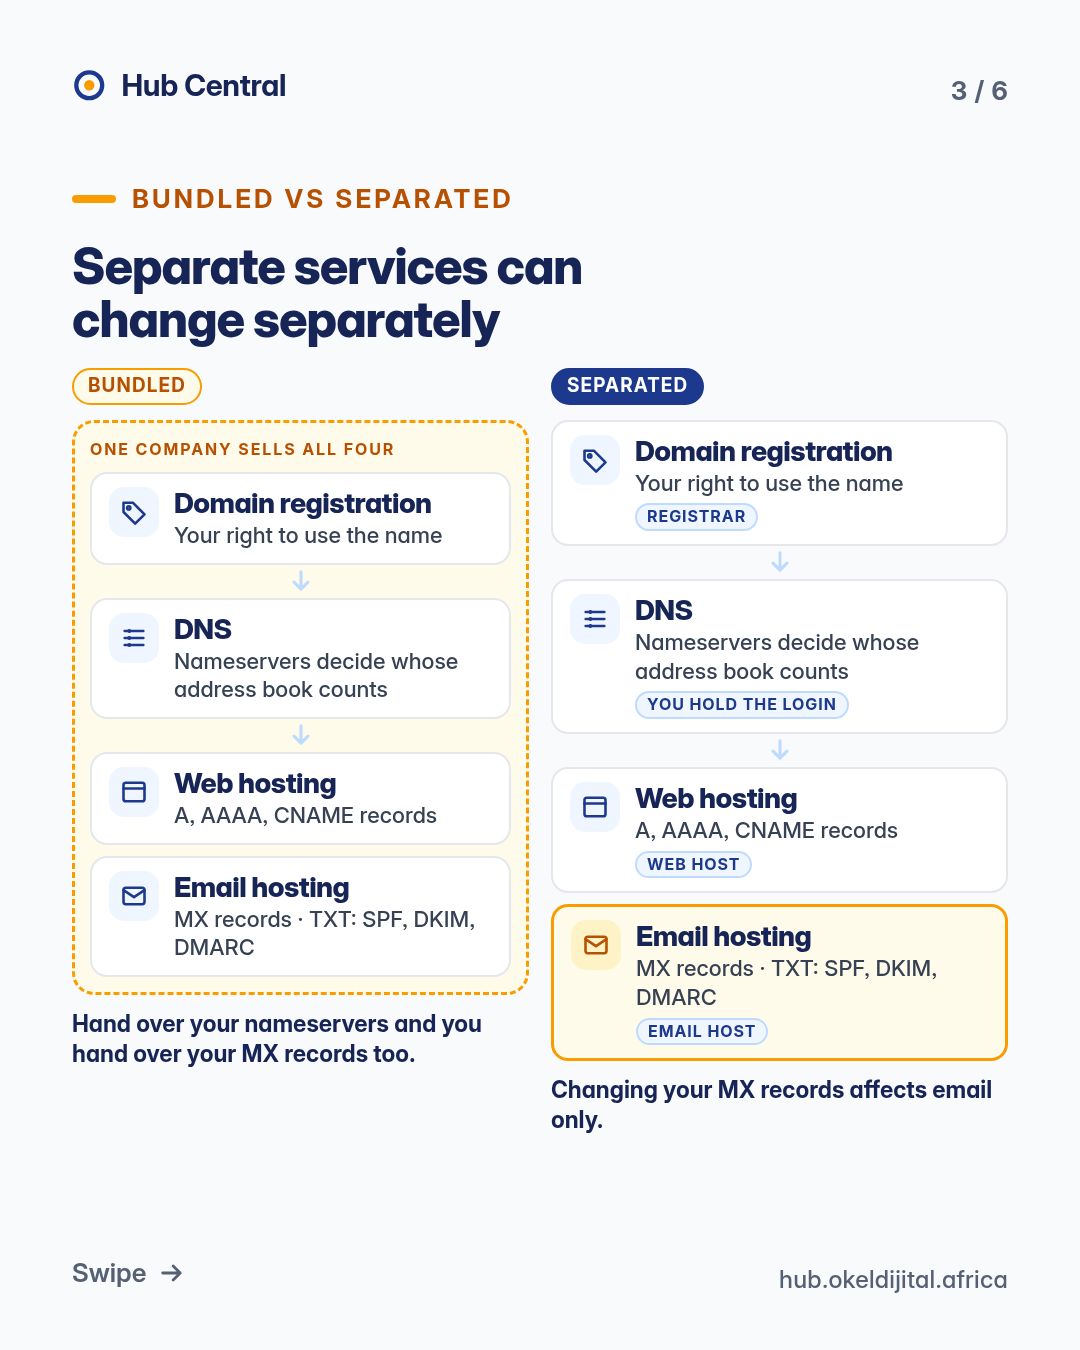 Hub Central
3 / 6
BUNDLED VS SEPARATED
Separate services can
change separately
BUNDLED
ONE COMPANY SELLS ALL FOUR
Domain registration
Your right to use the name
DNS
Nameservers decide whose
address book counts
Web hosting
A, AAAA, CNAME records
Email hosting
MX records · TXT: SPF, DKIM,
DMARC
Hand over your nameservers and you
hand over your MX records too.
SEPARATED
Domain registration
Your right to use the name
REGISTRAR
DNS
Nameservers decide whose
address book counts
YOU HOLD THE LOGIN
Web hosting
A, AAAA, CNAME records
WEB HOST
Email hosting
MX records · TXT: SPF, DKIM,
DMARC
EMAIL HOST
Changing your MX records affects email
only.
Swipe →
hub.okeldijital.africa